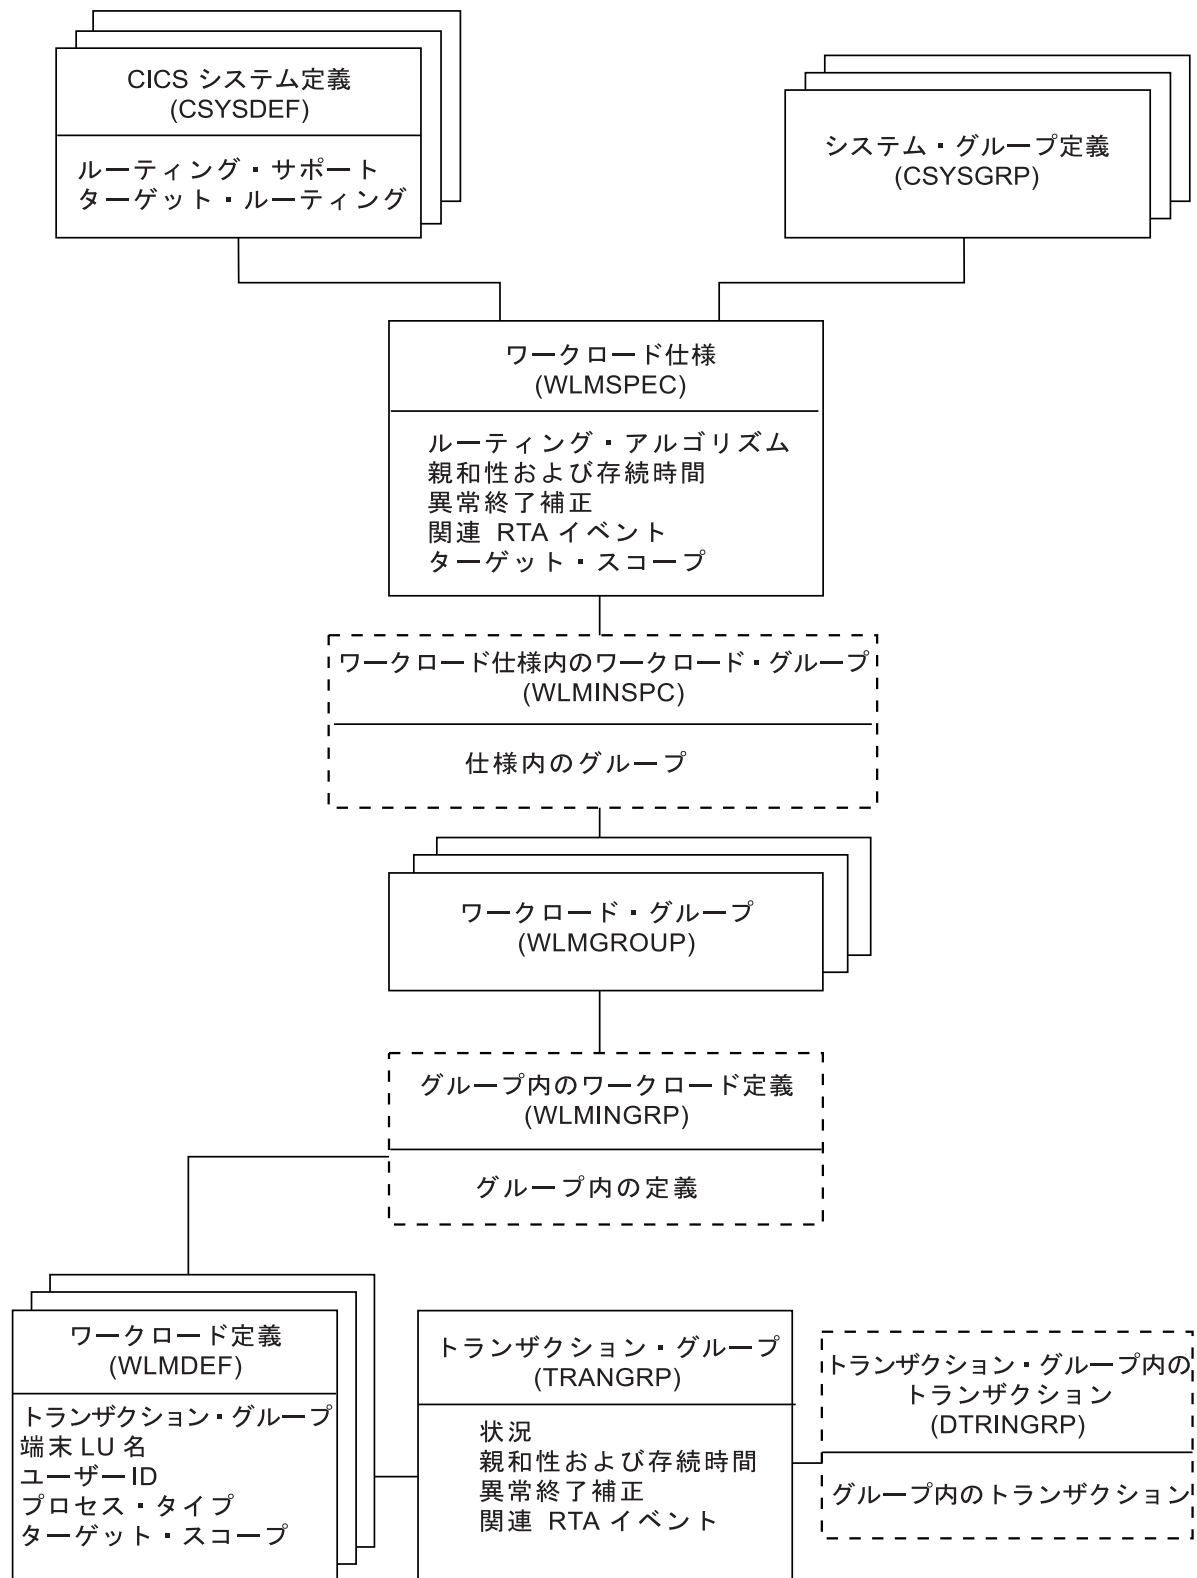 CICS システム定義
(CSYSDEF)
ルーティング・サポート
ターゲット・ルーティング
システム・グループ定義
(CSYSGRP)
ワークロード仕様
(WLMSPEC)
ルーティング・アルゴリズム
親和性および存続時間
異常終了補正
関連 RTA イベント
ターゲット・スコープ
ワークロード仕様内のワークロード・グループ
(WLMINSPC)
仕様内のグループ
ワークロード・グループ
(WLMGROUP)
グループ内のワークロード定義
(WLMINGRP)
グループ内の定義
ワークロード定義
(WLMDEF)
トランザクション・グループ
端末 LU 名
ユーザー ID
プロセス・タイプ
ターゲット・スコープ
トランザクション・グループ
(TRANGRP)
状況
親和性および存続時間
異常終了補正
関連 RTA イベント
トランザクション・グループ内の
トランザクション
(DTRINGRP)
グループ内のトランザクション